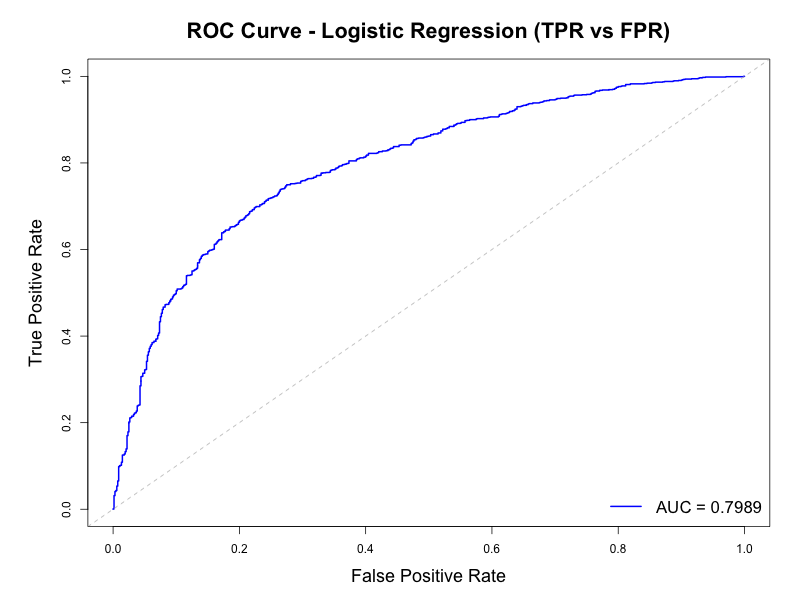 ROC Curve - Logistic Regression (TPR vs FPR)
True Positive Rate
1.0
0.8
0.6
0.4
0.2
0.0
AUC = 0.7989
0.0 0.2 0.4 0.6 0.8 1.0
False Positive Rate